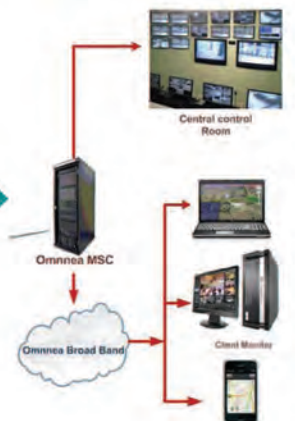 Central control
Room
Omnnea MSC
Omnnea Broad Band
Client Monitor